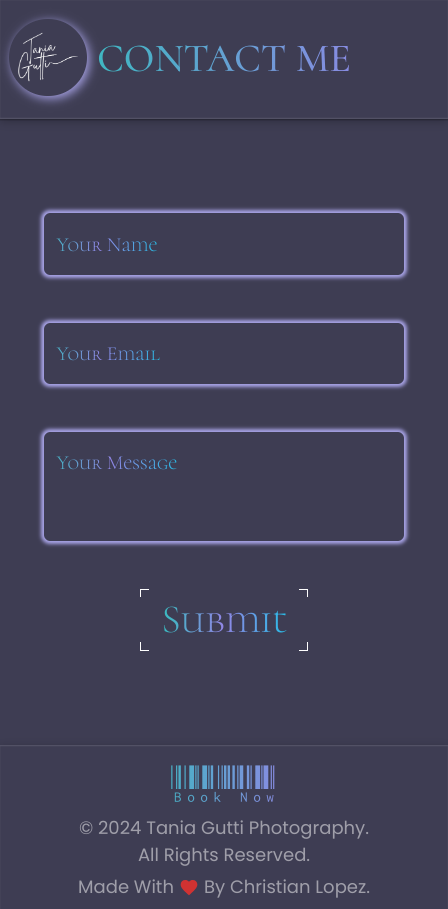 Tania
Gutti
CONTACT ME
Your Name
Your Email
Your Message
Submit
Book Now
© 2024 Tania Gutti Photography.
All Rights Reserved.
Made With ❤ By Christian Lopez.